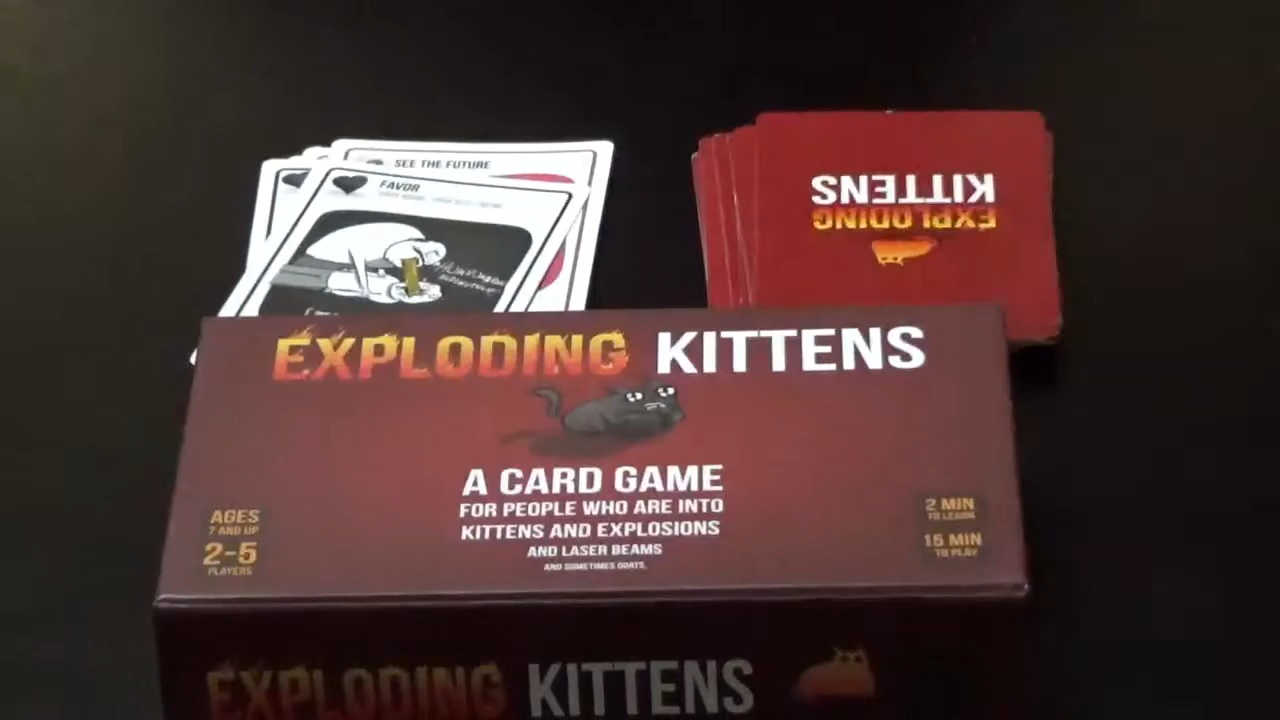 SEE THE FUTURE
FAVOR
EXPLODING
KITTENS
EXPLODING KITTENS
A CARD GAME
FOR PEOPLE WHO ARE INTO
KITTENS AND EXPLOSIONS
AND LASER BEAMS
AND SOMETIMES GOATS.
AGES
7 AND UP
2-5
PLAYERS
2 MIN
TO LEARN
15 MIN
TO PLAY
EXPLODING KITTENS